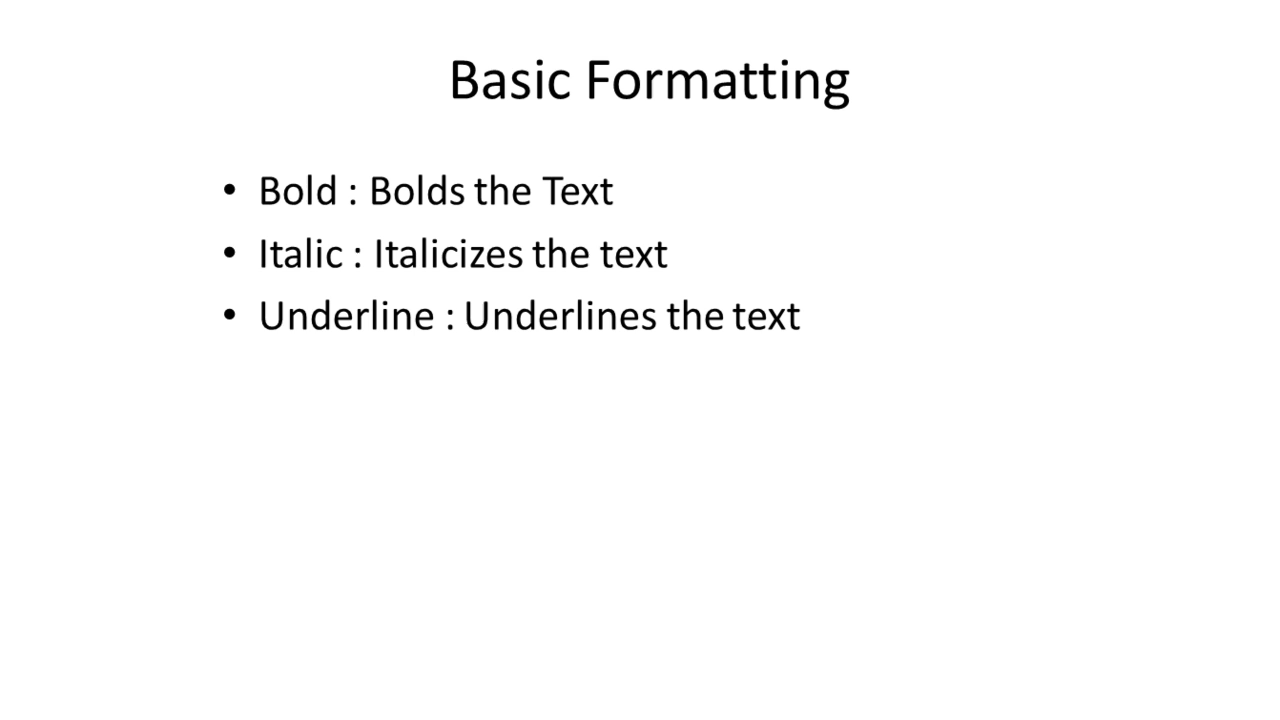 Basic Formatting
• Bold : Bolds the Text
• Italic : Italicizes the text
• Underline : Underlines the text